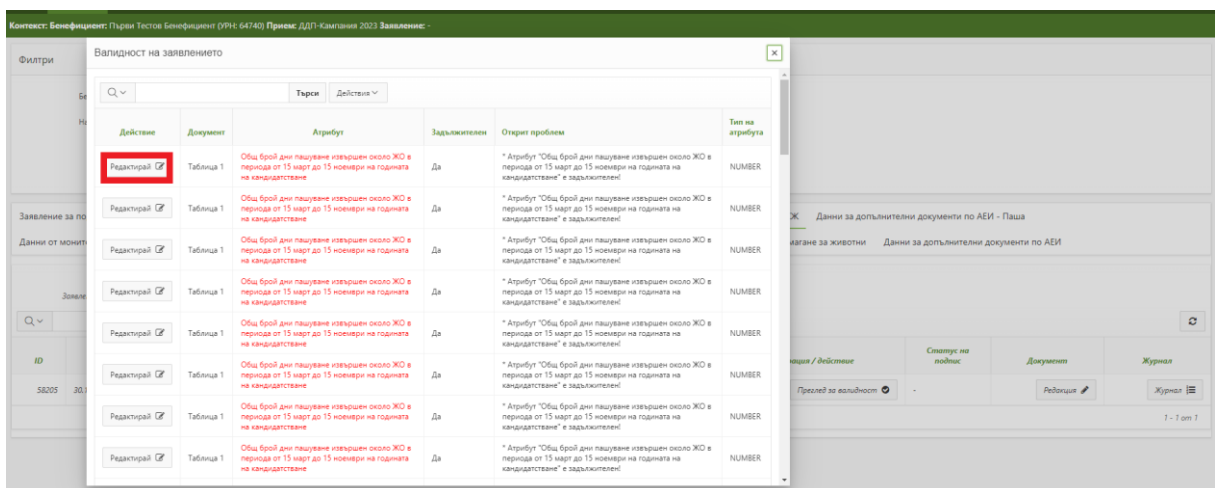 Контекст: Бенефициент: Първи Тестов Бенефициент (УРН: 64740) Прием: ДДП-Кампания 2023 Заявление: -
Филтри
Валидност на заявлението
Търси Действия
Действие Документ Атрибут Задължителен Открит проблем Тип на атрибута
Редактирай Таблица 1 Общ брой дни пашуване извършен около ЖО в Да * Атрибут "Общ брой дни пашуване извършен около ЖО в NUMBER
периода от 15 март до 15 ноември на годината периода от 15 март до 15 ноември на годината на
на кандидатстване кандидатстване" е задължителен!
Редактирай Таблица 1 Общ брой дни пашуване извършен около ЖО в Да * Атрибут "Общ брой дни пашуване извършен около ЖО в NUMBER
периода от 15 март до 15 ноември на годината периода от 15 март до 15 ноември на годината на
на кандидатстване кандидатстване" е задължителен!
Заявление за по Ж Данни за допълнителни документи по АЕИ - Паша
Редактирай Таблица 1 Общ брой дни пашуване извършен около ЖО в Да * Атрибут "Общ брой дни пашуване извършен около ЖО в NUMBER
периода от 15 март до 15 ноември на годината периода от 15 март до 15 ноември на годината на
на кандидатстване кандидатстване" е задължителен!
Данни от монит магане за животни Данни за допълнителни документи по АЕИ
Редактирай Таблица 1 Общ брой дни пашуване извършен около ЖО в Да * Атрибут "Общ брой дни пашуване извършен около ЖО в NUMBER
периода от 15 март до 15 ноември на годината периода от 15 март до 15 ноември на годината на
на кандидатстване кандидатстване" е задължителен!
Заявле
Редактирай Таблица 1 Общ брой дни пашуване извършен около ЖО в Да * Атрибут "Общ брой дни пашуване извършен около ЖО в NUMBER
периода от 15 март до 15 ноември на годината периода от 15 март до 15 ноември на годината на
на кандидатстване кандидатстване" е задължителен!
ID мация / действие Статус на подпис Документ Журнал
Редактирай Таблица 1 Общ брой дни пашуване извършен около ЖО в Да * Атрибут "Общ брой дни пашуване извършен около ЖО в NUMBER
периода от 15 март до 15 ноември на годината периода от 15 март до 15 ноември на годината на
на кандидатстване кандидатстване" е задължителен!
58205 30. Преглед за валидност - Редакция Журнал
Редактирай Таблица 1 Общ брой дни пашуване извършен около ЖО в Да * Атрибут "Общ брой дни пашуване извършен около ЖО в NUMBER
периода от 15 март до 15 ноември на годината периода от 15 март до 15 ноември на годината на
на кандидатстване кандидатстване" е задължителен!
1 - 1 от 1
Редактирай Таблица 1 Общ брой дни пашуване извършен около ЖО в Да * Атрибут "Общ брой дни пашуване извършен около ЖО в NUMBER
периода от 15 март до 15 ноември на годината периода от 15 март до 15 ноември на годината на
на кандидатстване кандидатстване" е задължителен!